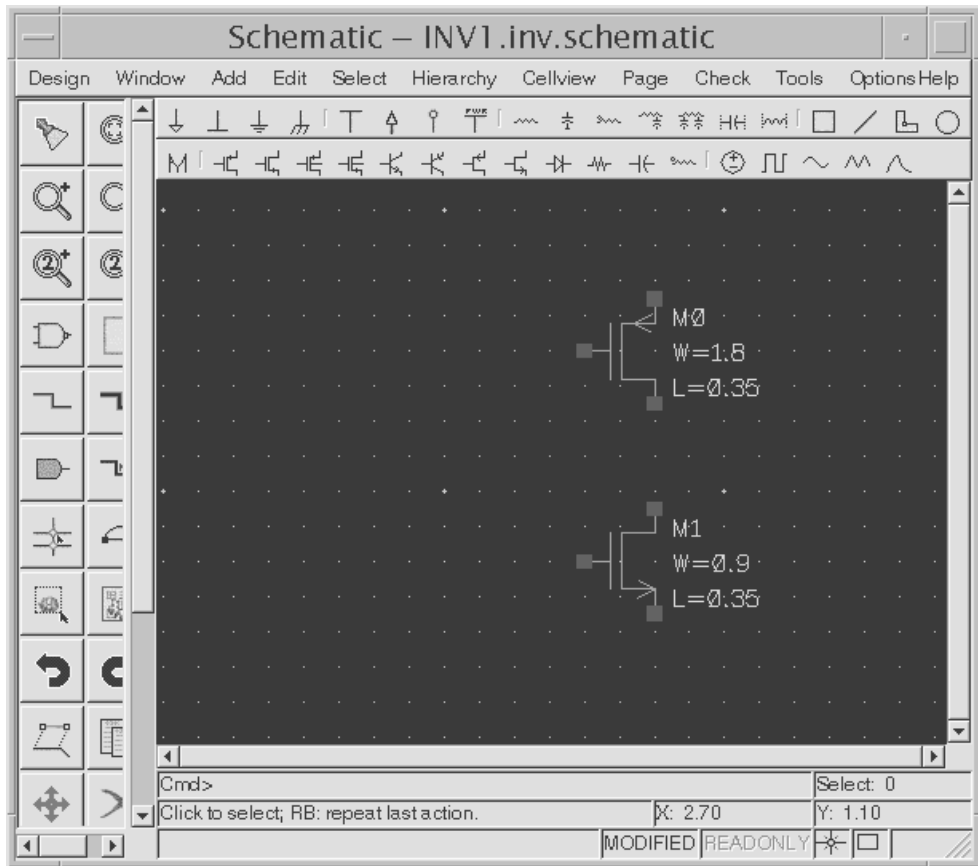 Schematic – INV1.inv.schematic
Design Window Add Edit Select Hierarchy Cellview Page Check Tools Options Help
PWR
M
2 2
M0
W=1.8
L=0.35
M1
W=0.9
L=0.35
Cmd>
Select: 0
Click to select; RB: repeat last action.
X: 2.70
Y: 1.10
MODIFIED READONLY